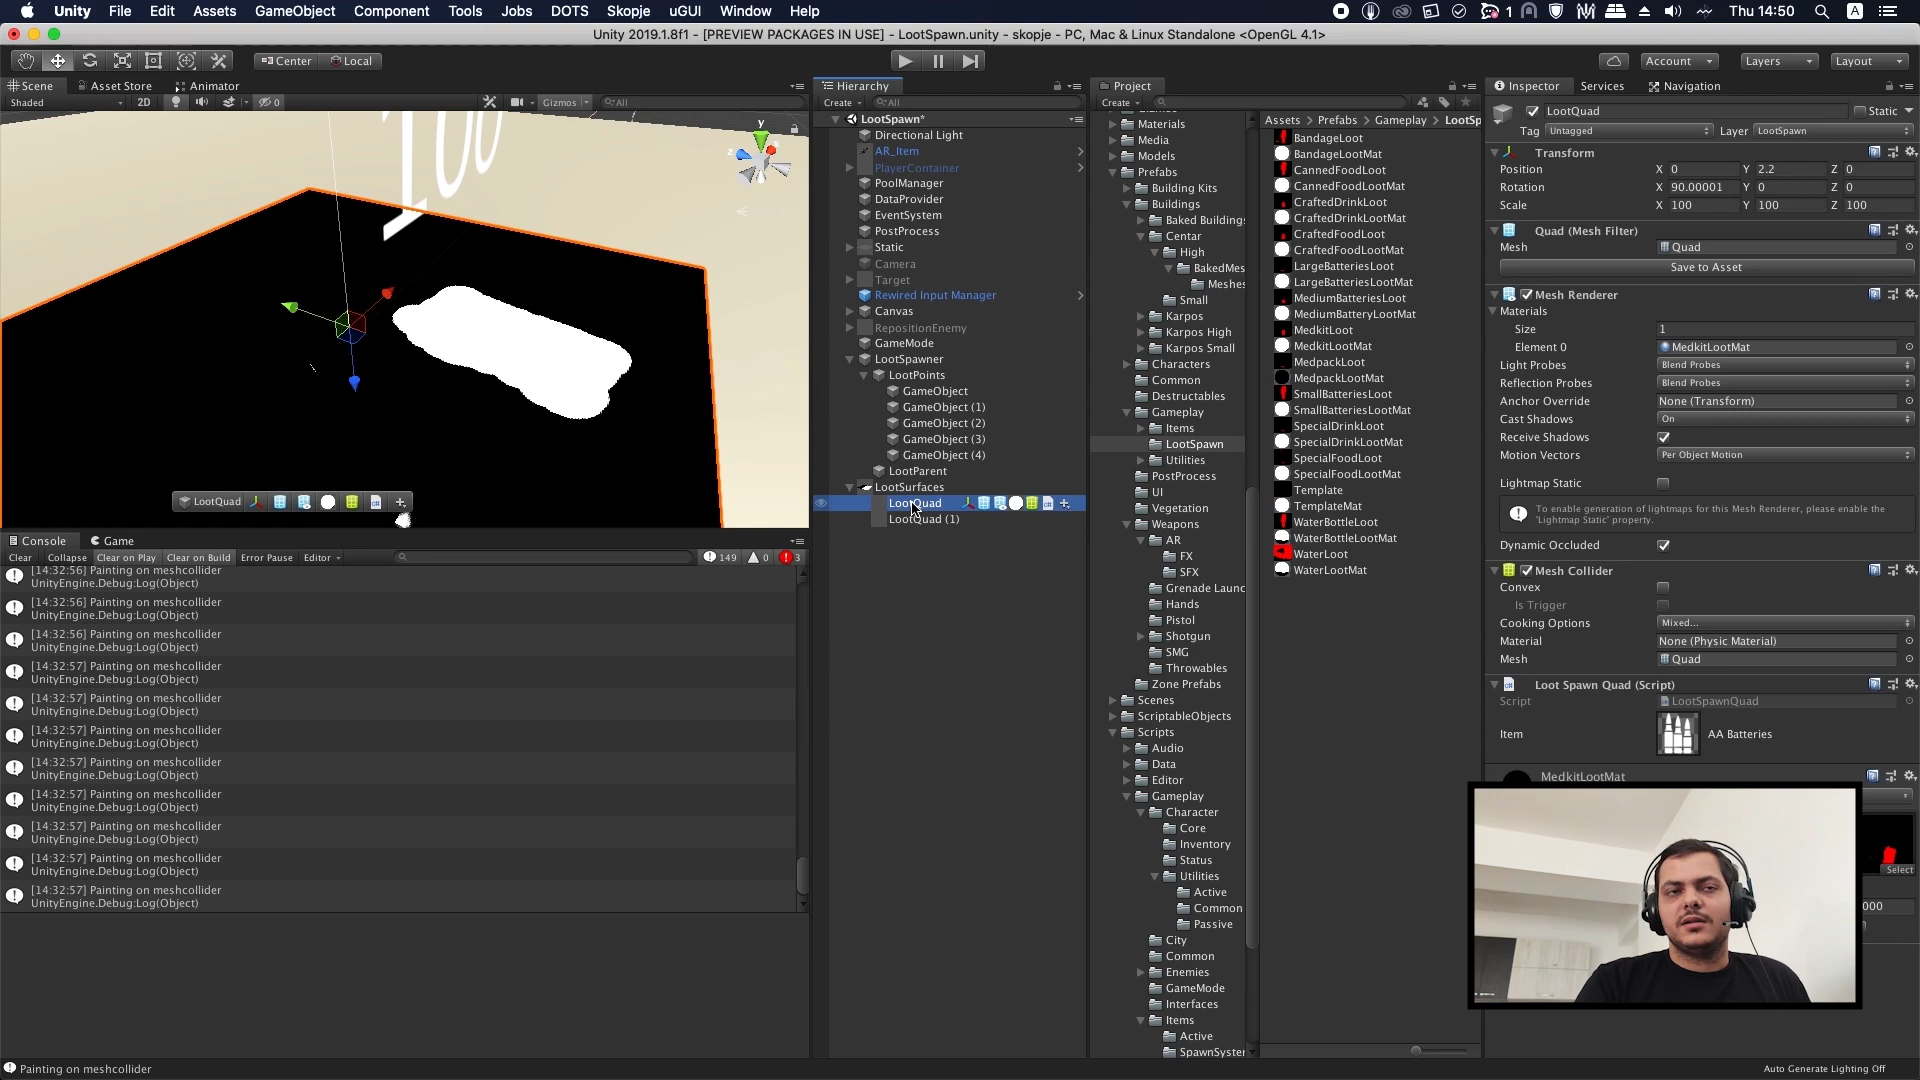 Unity File Edit Assets GameObject Component Tools Jobs DOTS Skopje uGUI Window Help 1 Thu 14:50 A
Unity 2019.1.8f1 - [PREVIEW PACKAGES IN USE] - LootSpawn.unity - skopje - PC, Mac & Linux Standalone <OpenGL 4.1>
Center Local Account Layers Layout
Scene Asset Store Animator
Shaded 2D 0 Gizmos All
100
y
z
LootQuad
Console Game
Clear Collapse Clear on Play Clear on Build Error Pause Editor 149 0 3
[14:32:56] Painting on meshcollider
UnityEngine.Debug:Log(Object)
[14:32:56] Painting on meshcollider
UnityEngine.Debug:Log(Object)
[14:32:56] Painting on meshcollider
UnityEngine.Debug:Log(Object)
[14:32:57] Painting on meshcollider
UnityEngine.Debug:Log(Object)
[14:32:57] Painting on meshcollider
UnityEngine.Debug:Log(Object)
[14:32:57] Painting on meshcollider
UnityEngine.Debug:Log(Object)
[14:32:57] Painting on meshcollider
UnityEngine.Debug:Log(Object)
[14:32:57] Painting on meshcollider
UnityEngine.Debug:Log(Object)
[14:32:57] Painting on meshcollider
UnityEngine.Debug:Log(Object)
[14:32:57] Painting on meshcollider
UnityEngine.Debug:Log(Object)
[14:32:57] Painting on meshcollider
UnityEngine.Debug:Log(Object)
Painting on meshcollider
Hierarchy
Create All
LootSpawn*
Directional Light
AR_Item
PlayerContainer
PoolManager
DataProvider
EventSystem
PostProcess
Static
Camera
Target
Rewired Input Manager
Canvas
RepositionEnemy
GameMode
LootSpawner
LootPoints
GameObject
GameObject (1)
GameObject (2)
GameObject (3)
GameObject (4)
LootParent
LootSurfaces
LootQuad
LootQuad (1)
Project
Create
Materials
Media
Models
Prefabs
Building Kits
Buildings
Baked Building
Centar
High
BakedMes
Meshes
Small
Karpos
Karpos High
Karpos Small
Characters
Common
Destructables
Gameplay
Items
LootSpawn
Utilities
PostProcess
UI
Vegetation
Weapons
AR
FX
SFX
Grenade Launc
Hands
Pistol
Shotgun
SMG
Throwables
Zone Prefabs
Scenes
ScriptableObjects
Scripts
Audio
Data
Editor
Gameplay
Character
Core
Inventory
Status
Utilities
Active
Common
Passive
City
Common
Enemies
GameMode
Interfaces
Items
Active
SpawnSyster
Assets > Prefabs > Gameplay > LootSp
BandageLoot
BandageLootMat
CannedFoodLoot
CannedFoodLootMat
CraftedDrinkLoot
CraftedDrinkLootMat
CraftedFoodLoot
CraftedFoodLootMat
LargeBatteriesLoot
LargeBatteriesLootMat
MediumBatteriesLoot
MediumBatteryLootMat
MedkitLoot
MedkitLootMat
MedpackLoot
MedpackLootMat
SmallBatteriesLoot
SmallBatteriesLootMat
SpecialDrinkLoot
SpecialDrinkLootMat
SpecialFoodLoot
SpecialFoodLootMat
Template
TemplateMat
WaterBottleLoot
WaterBottleLootMat
WaterLoot
WaterLootMat
Inspector Services Navigation
LootQuad Static
Tag Untagged Layer LootSpawn
Transform
Position X 0 Y 2.2 Z 0
Rotation X 90.00001 Y 0 Z 0
Scale X 100 Y 100 Z 100
Quad (Mesh Filter)
Mesh Quad
Save to Asset
Mesh Renderer
Materials
Size 1
Element 0 MedkitLootMat
Light Probes Blend Probes
Reflection Probes Blend Probes
Anchor Override None (Transform)
Cast Shadows On
Receive Shadows
Motion Vectors Per Object Motion
Lightmap Static
To enable generation of lightmaps for this Mesh Renderer, please enable the
'Lightmap Static' property.
Dynamic Occluded
Mesh Collider
Convex
Is Trigger
Cooking Options Mixed...
Material None (Physic Material)
Mesh Quad
Loot Spawn Quad (Script)
Script LootSpawnQuad
Item AA Batteries
MedkitLootMat
Select
000
Auto Generate Lighting Off